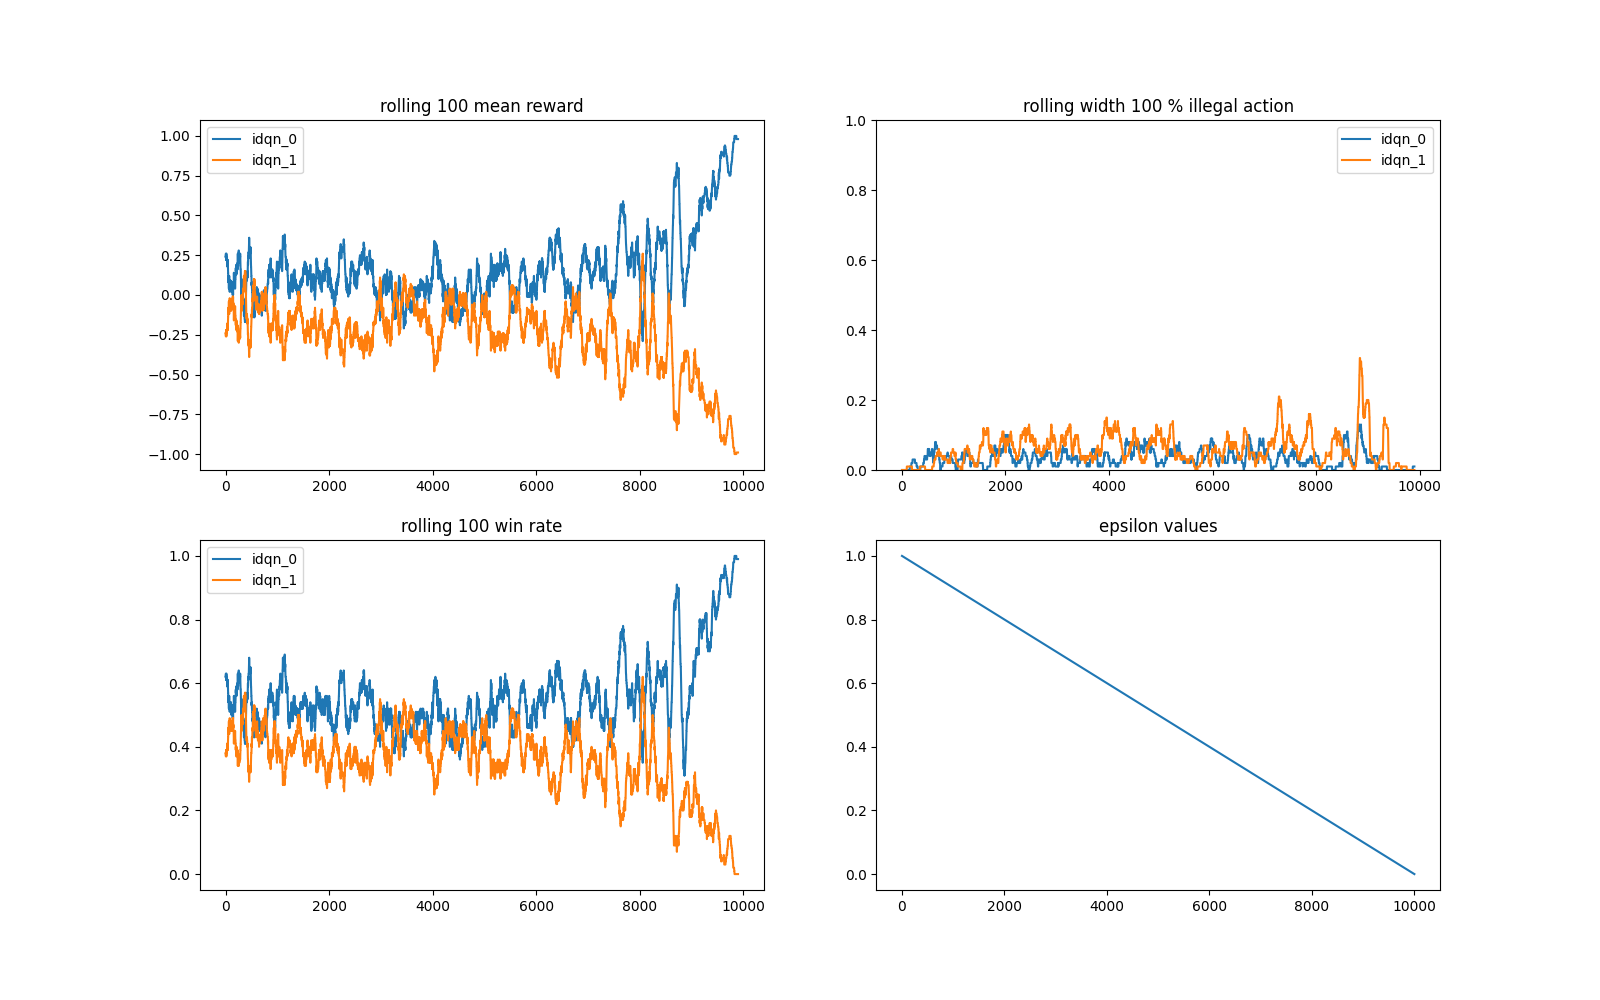 rolling 100 mean reward
1.00
0.75
0.50
0.25
0.00
−0.25
−0.50
−0.75
−1.00
idqn_0
idqn_1
0 2000 4000 6000 8000 10000
rolling width 100 % illegal action
1.0
0.8
0.6
0.4
0.2
0.0
idqn_0
idqn_1
0 2000 4000 6000 8000 10000
rolling 100 win rate
1.0
0.8
0.6
0.4
0.2
0.0
idqn_0
idqn_1
0 2000 4000 6000 8000 10000
epsilon values
1.0
0.8
0.6
0.4
0.2
0.0
0 2000 4000 6000 8000 10000